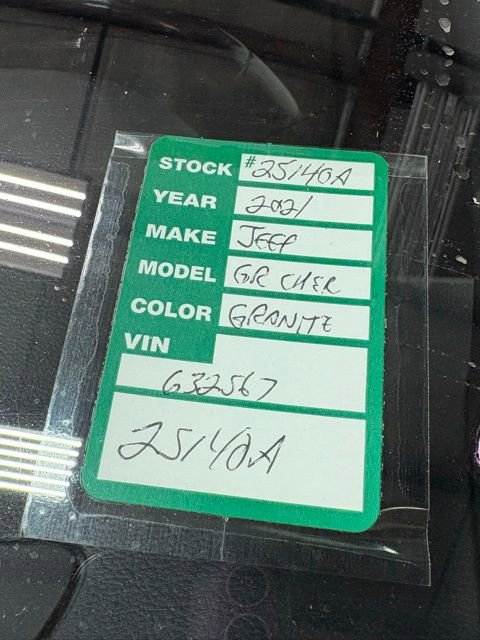 STOCK #25140A
YEAR 2021
MAKE JEEP
MODEL GR CHER
COLOR GRANITE
VIN
632567
25140A